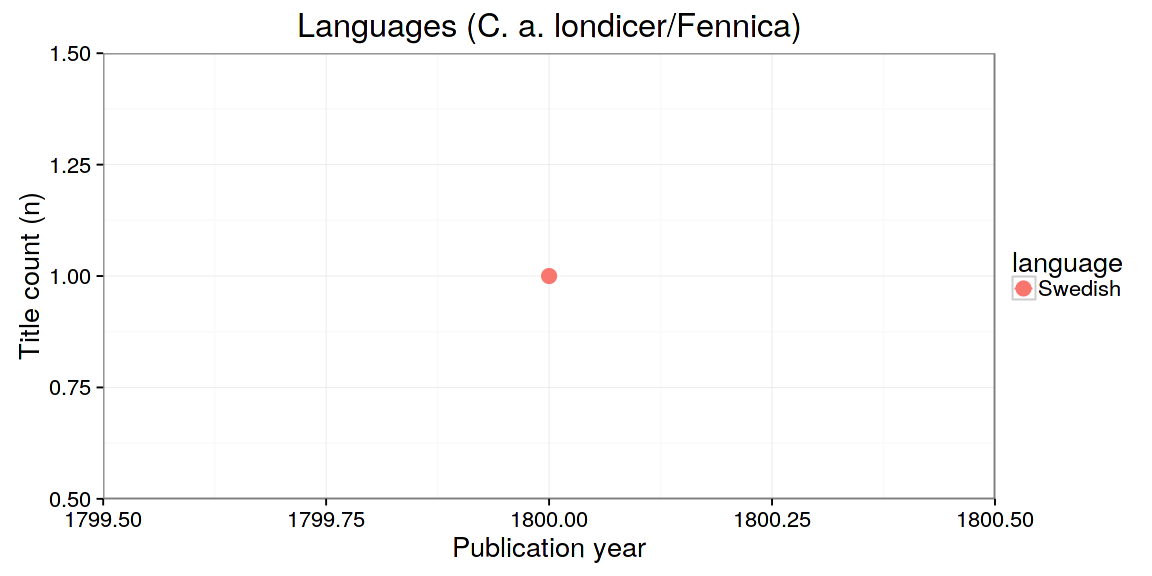 Languages (C. a. londicer/Fennica)
1.50
1.25
1.00
0.75
0.50
Title count (n)
1799.50 1799.75 1800.00 1800.25 1800.50
Publication year
language
Swedish